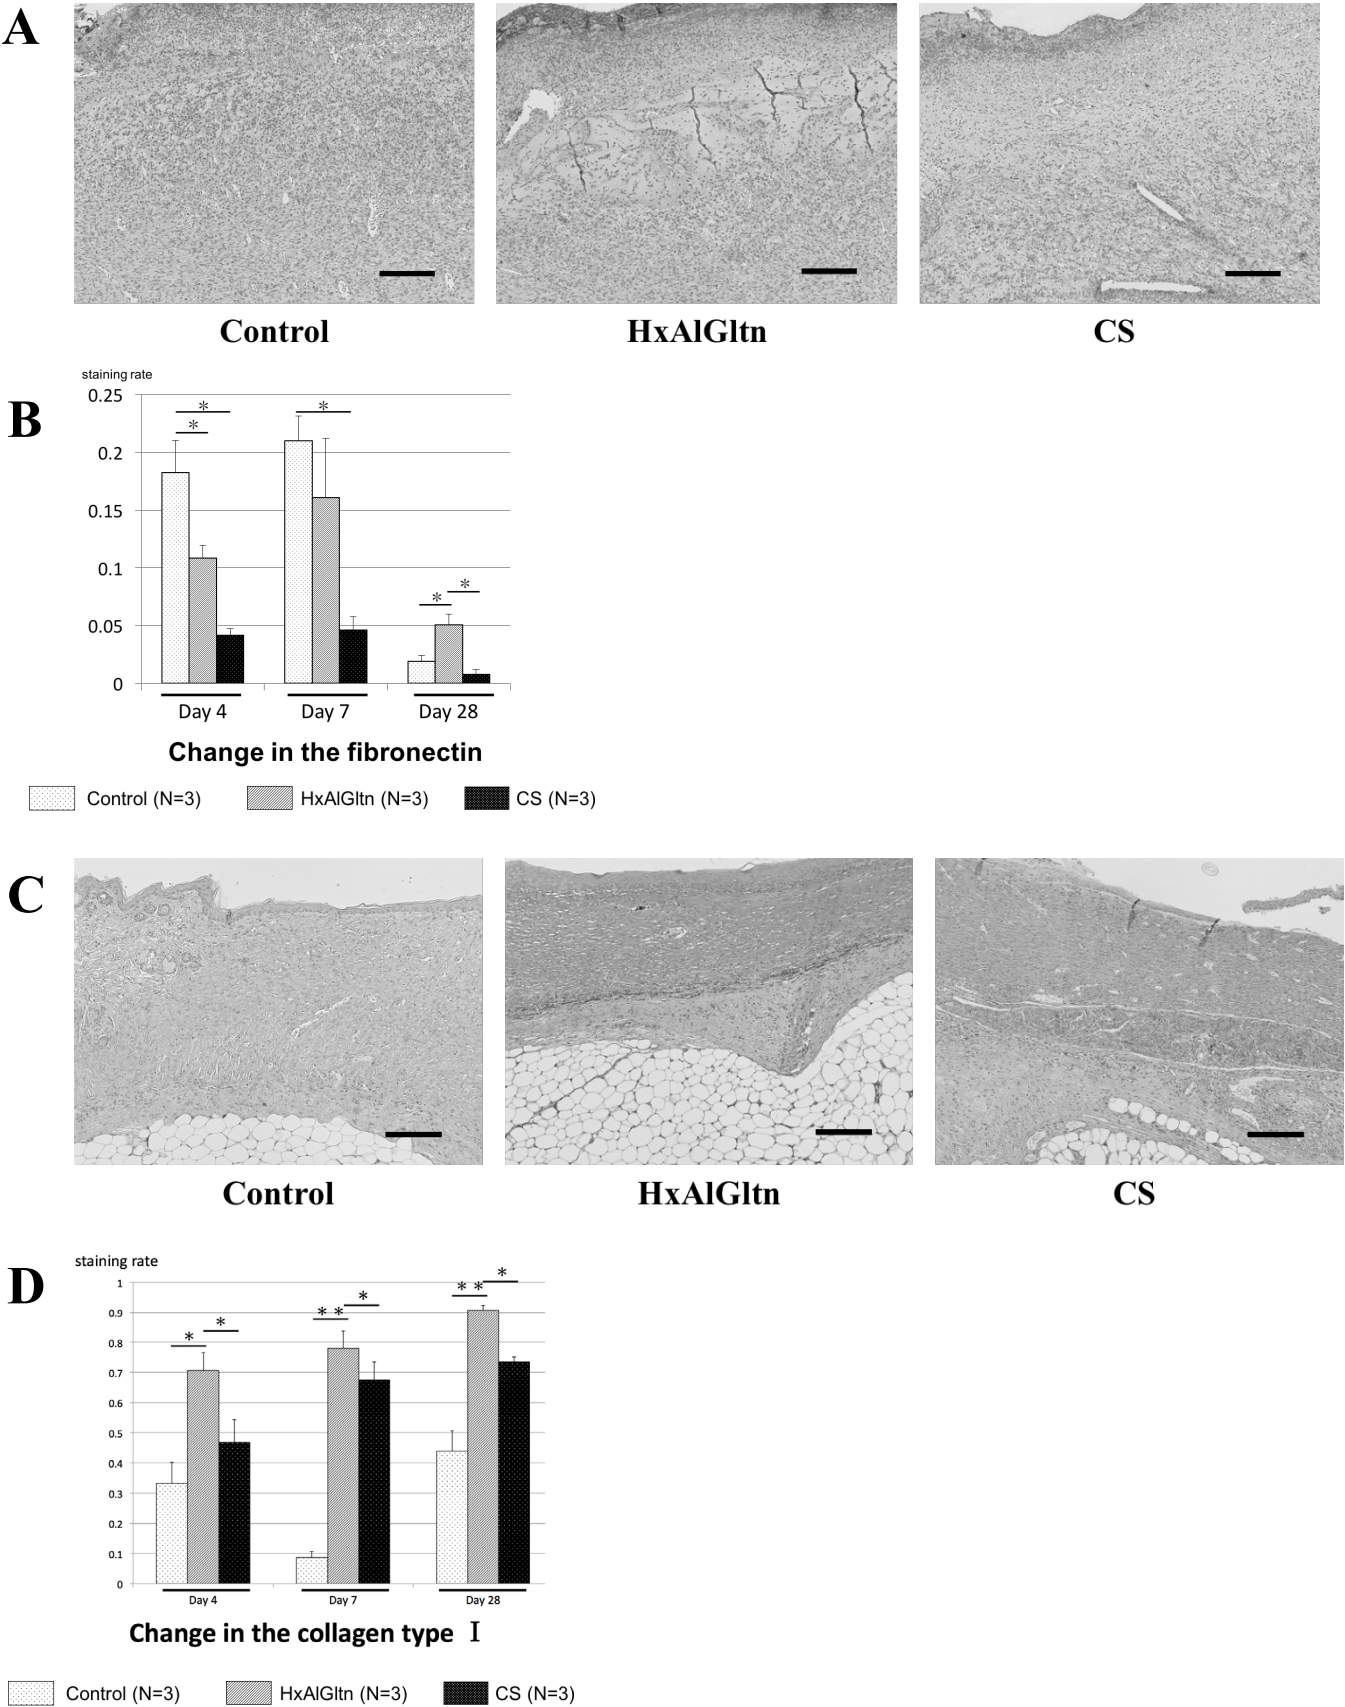 A
Control HxAlGltn CS
B
staining rate
0.25
0.2
0.15
0.1
0.05
0
* * * * *
Day 4 Day 7 Day 28
Change in the fibronectin
Control (N=3) HxAlGltn (N=3) CS (N=3)
C
Control HxAlGltn CS
D
staining rate
1
0.9
0.8
0.7
0.6
0.5
0.4
0.3
0.2
0.1
0
* * ** * ** *
Day 4 Day 7 Day 28
Change in the collagen type I
Control (N=3) HxAlGltn (N=3) CS (N=3)